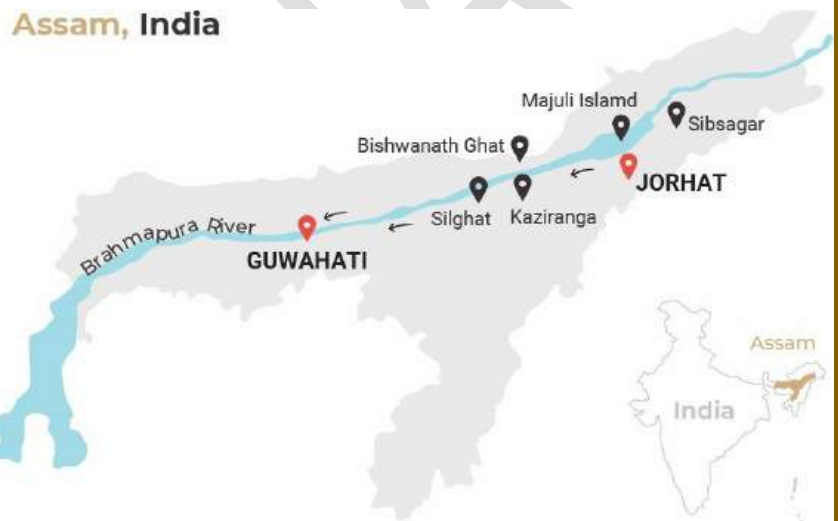 Assam, India
Majuli Islamd
Sibsagar
Bishwanath Ghat
JORHAT
Silghat
Kaziranga
Brahmapura River
GUWAHATI
Assam
India